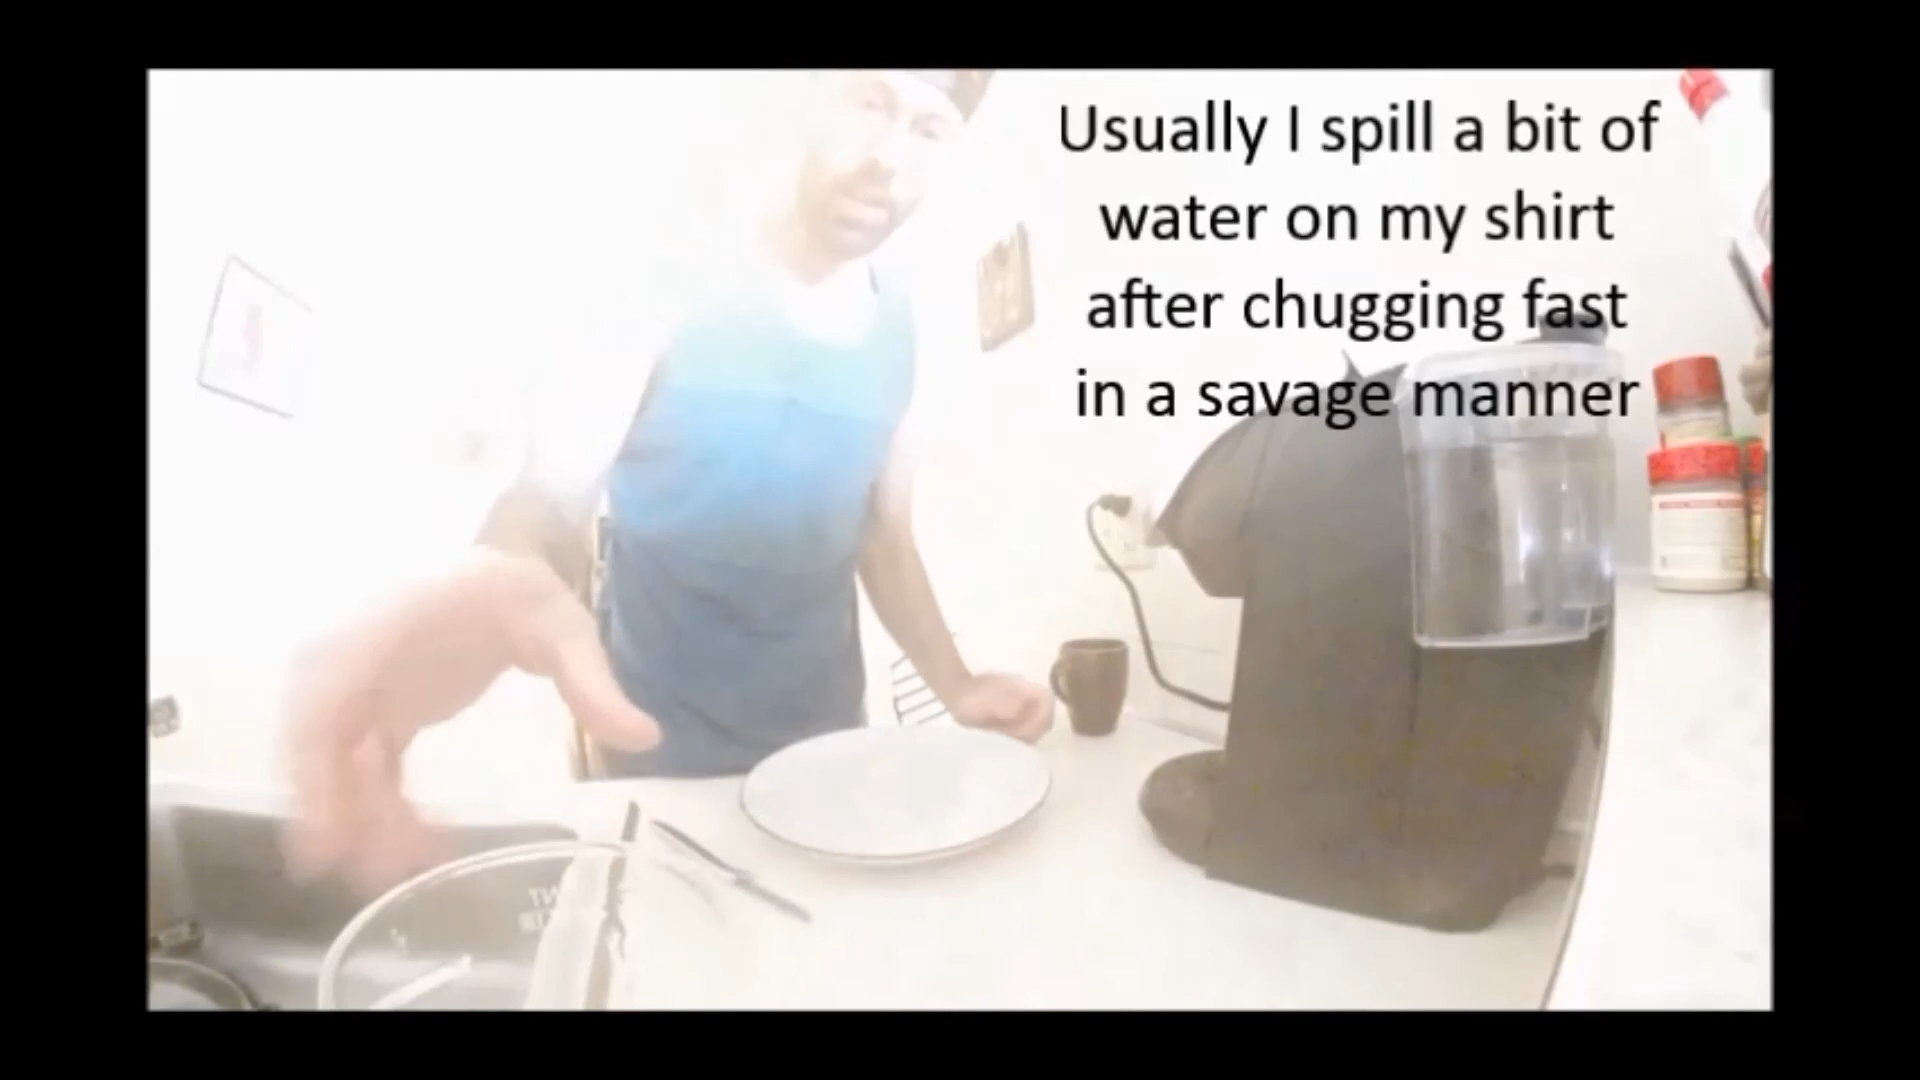 Usually I spill a bit of
water on my shirt
after chugging fast
in a savage manner